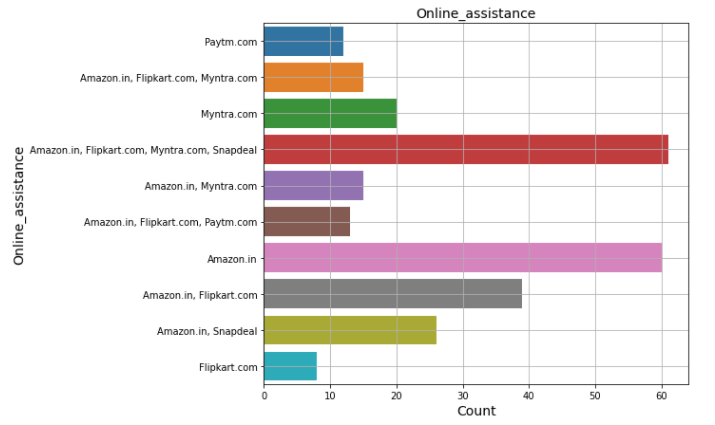 Online_assistance
Online_assistance
Paytm.com
Amazon.in, Flipkart.com, Myntra.com
Myntra.com
Amazon.in, Flipkart.com, Myntra.com, Snapdeal
Amazon.in, Myntra.com
Amazon.in, Flipkart.com, Paytm.com
Amazon.in
Amazon.in, Flipkart.com
Amazon.in, Snapdeal
Flipkart.com
0 10 20 30 40 50 60
Count